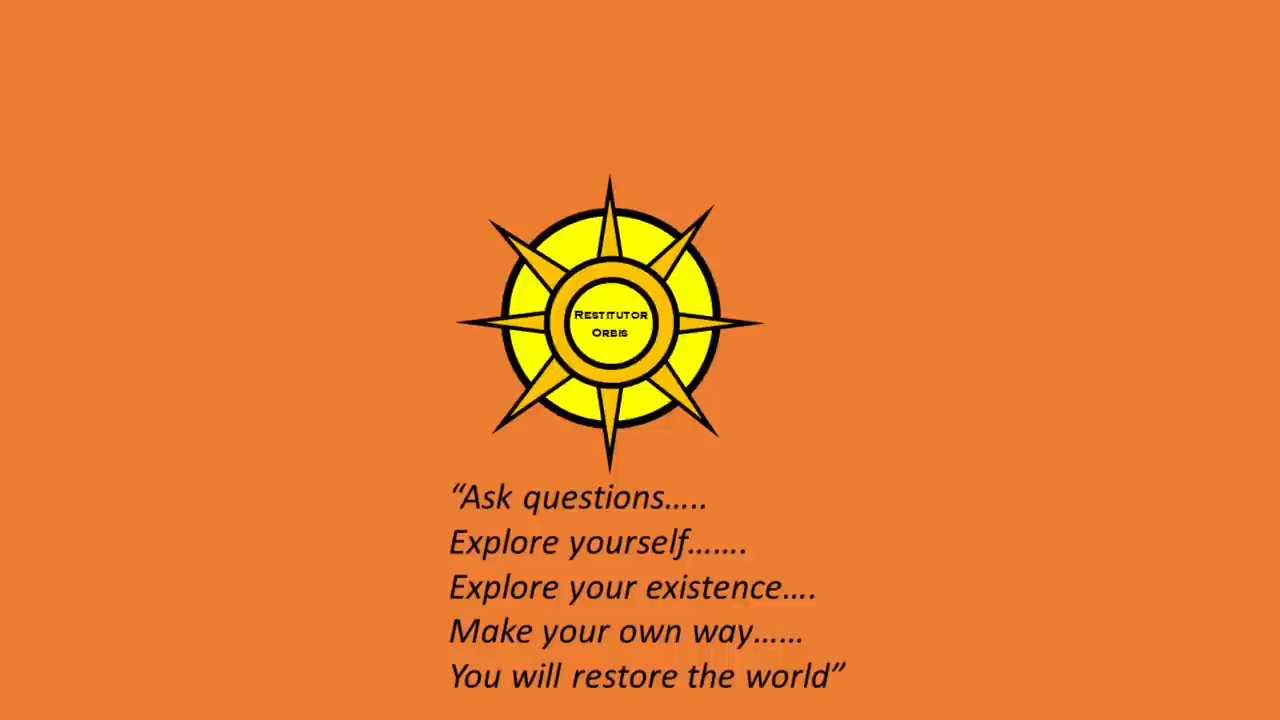 Restitutor
Orbis
“Ask questions…..
Explore yourself…….
Explore your existence….
Make your own way……
You will restore the world”